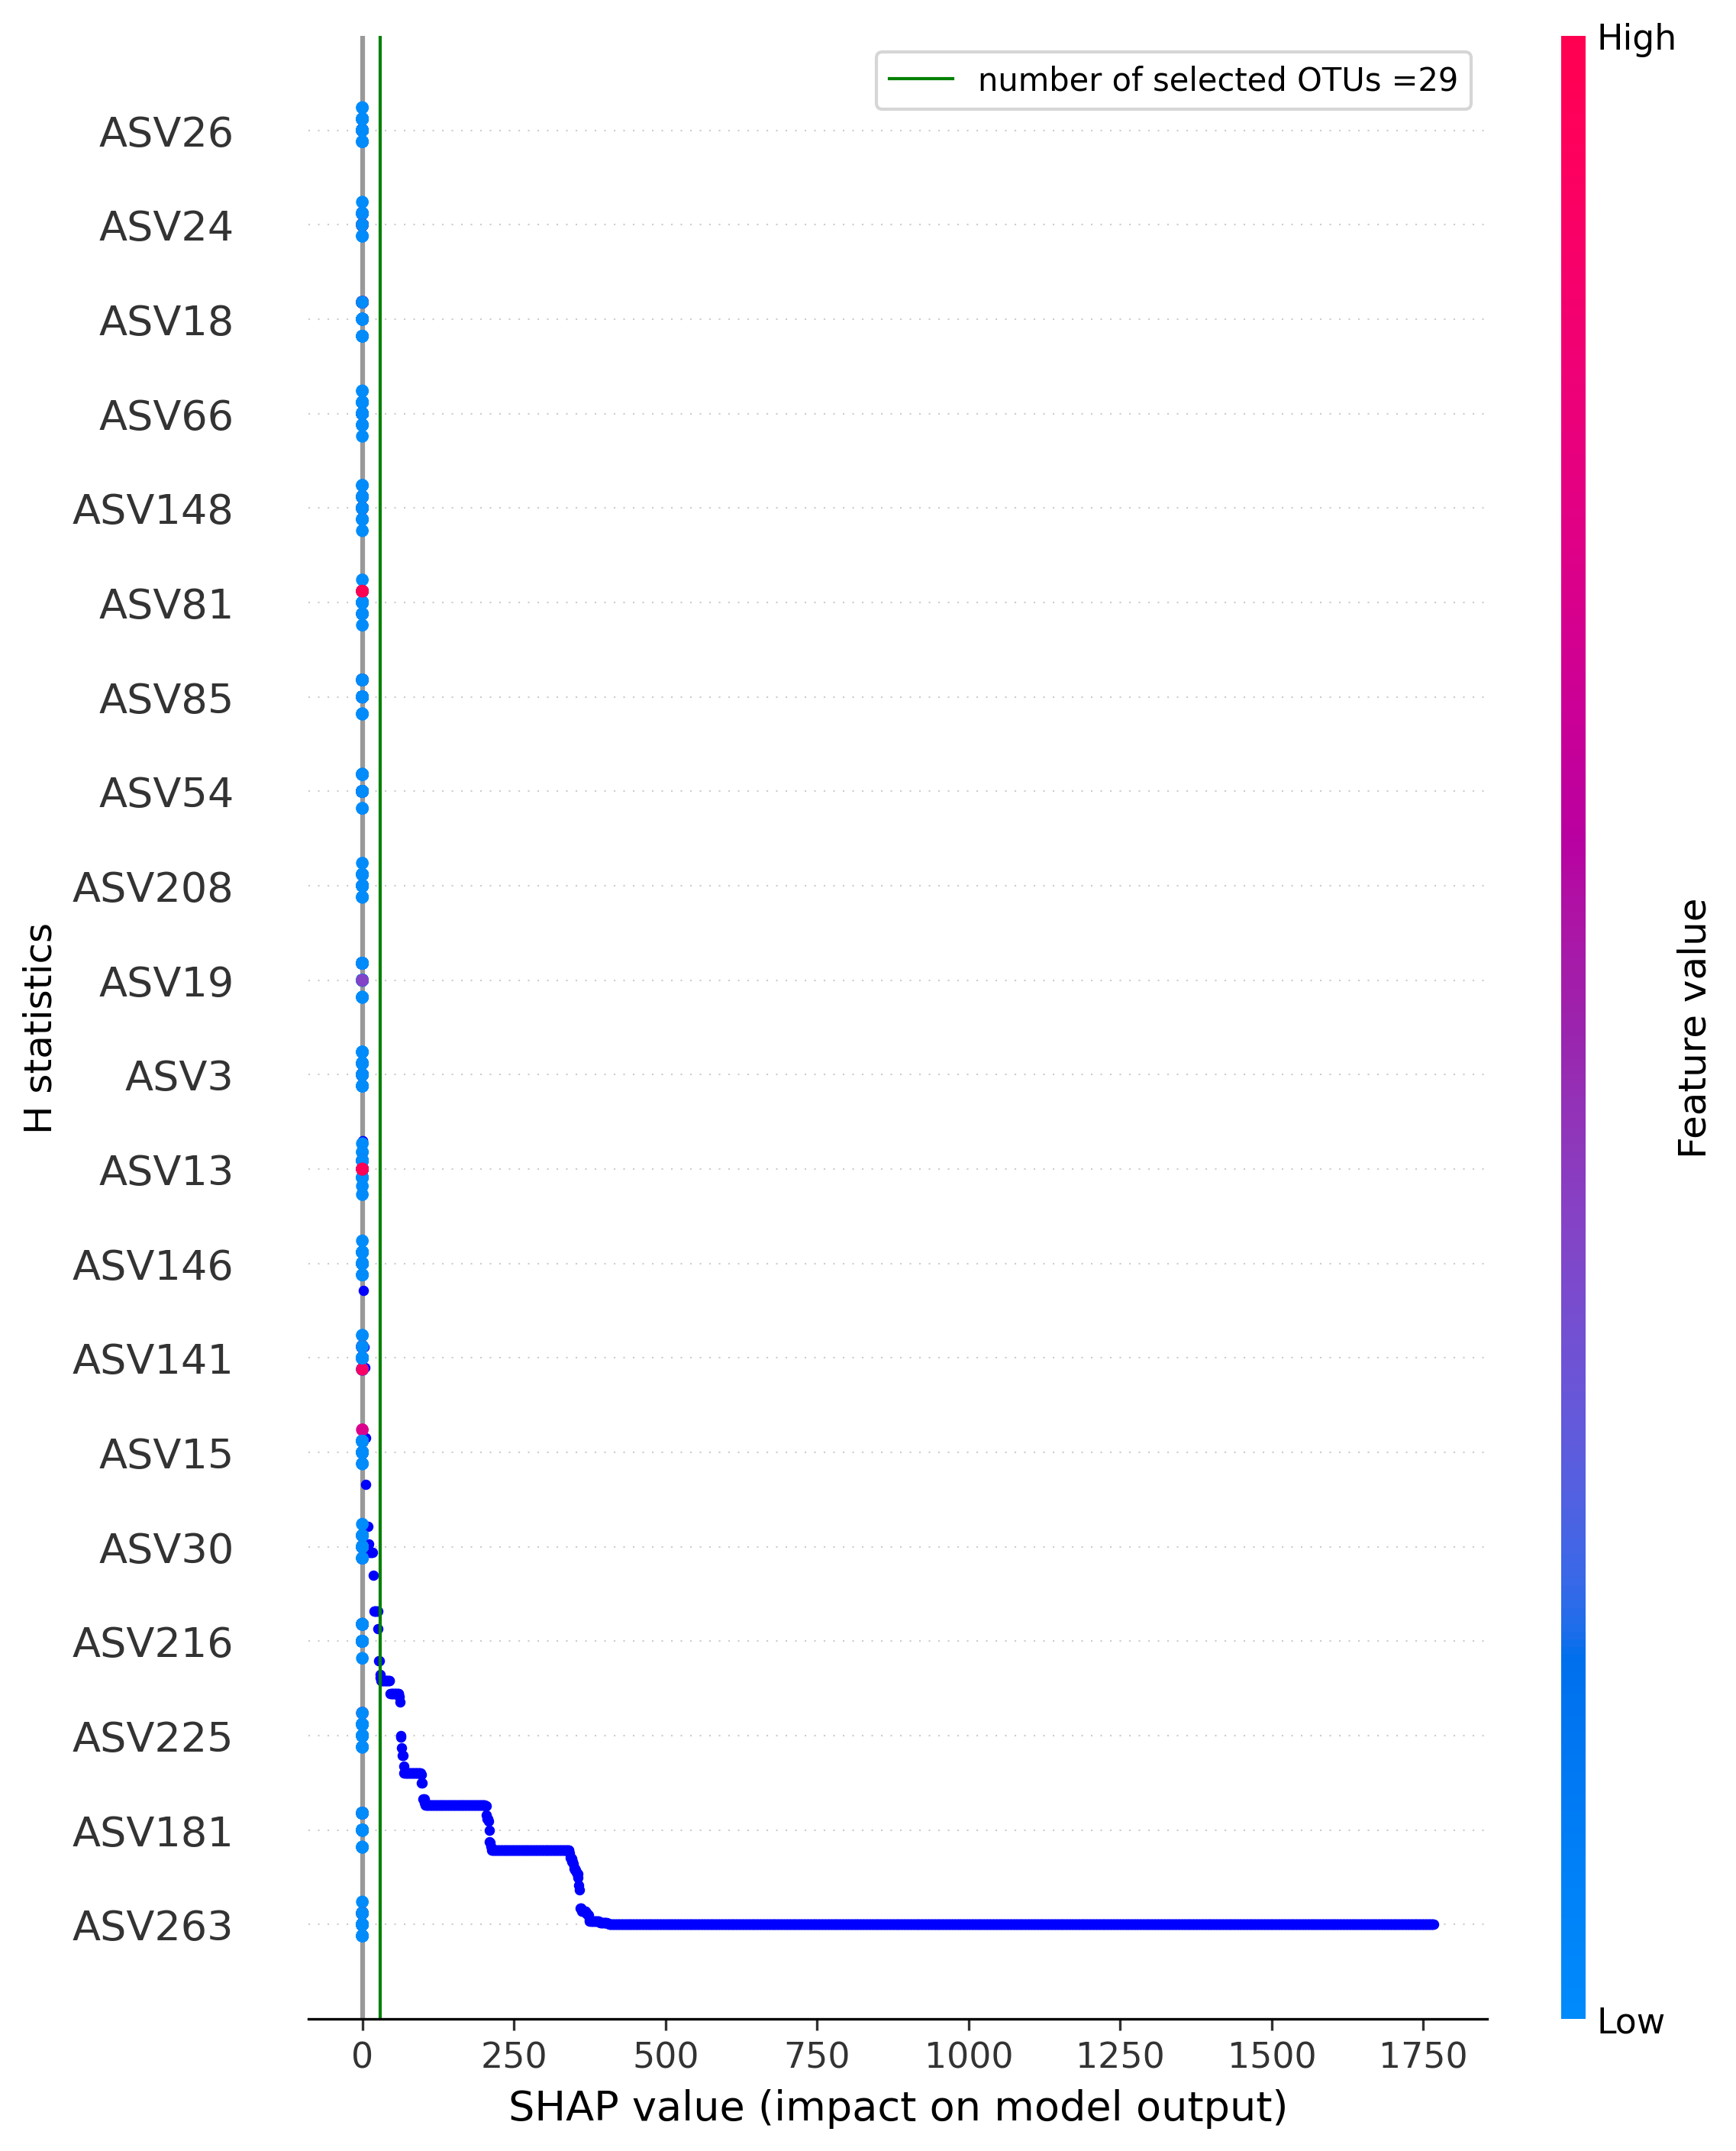 High
number of selected OTUs =29
ASV26
ASV24
ASV18
ASV66
ASV148
ASV81
ASV85
ASV54
ASV208
ASV19
ASV3
ASV13
ASV146
ASV141
ASV15
ASV30
ASV216
ASV225
ASV181
ASV263
H statistics
Feature value
Low
0 250 500 750 1000 1250 1500 1750
SHAP value (impact on model output)